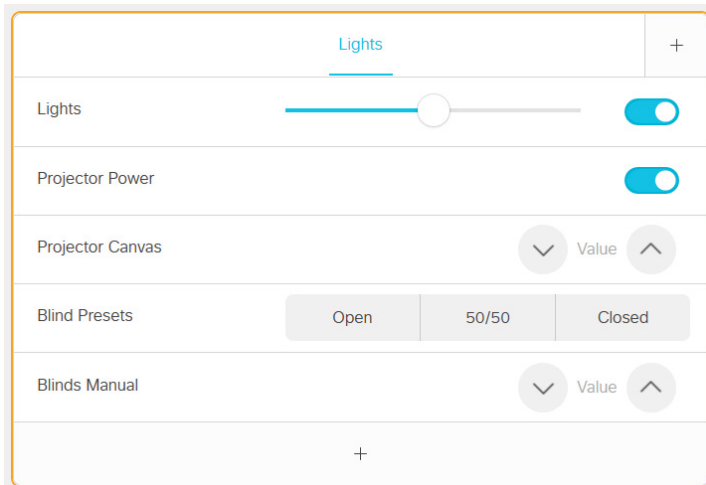 Lights
+
Lights
Projector Power
Projector Canvas Value
Blind Presets Open 50/50 Closed
Blinds Manual Value
+